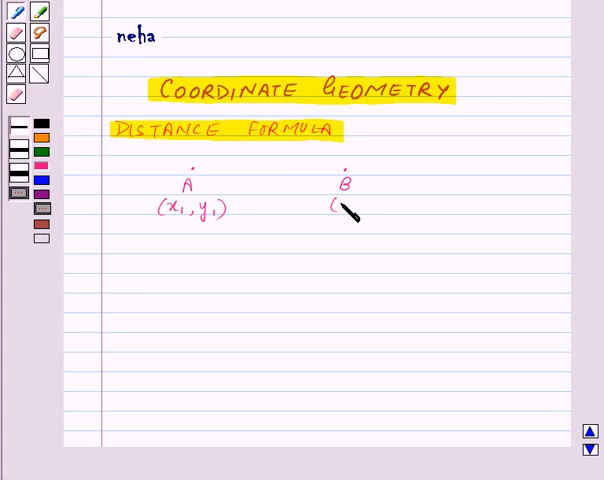 neha
COORDINATE GEOMETRY
DISTANCE FORMULA
A B
(x₁, y₁) (